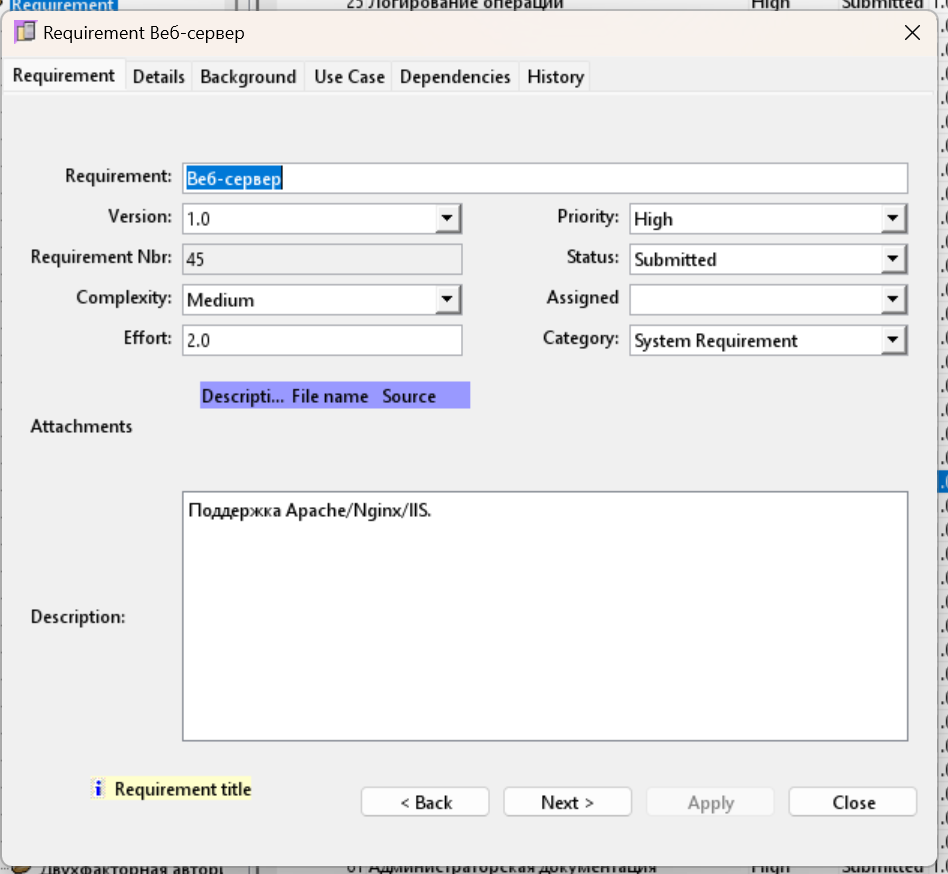 Requirement 25 Логирование операций High Submitted
Requirement Веб-сервер
Requirement Details Background Use Case Dependencies History
Requirement: Веб-сервер
Version: 1.0 Priority: High
Requirement Nbr: 45 Status: Submitted
Complexity: Medium Assigned
Effort: 2.0 Category: System Requirement
Descripti... File name Source
Attachments
Поддержка Apache/Nginx/IIS.
Description:
i Requirement title
< Back Next > Apply Close
Двухфакторная автор 61 Администраторская документация High Submitted